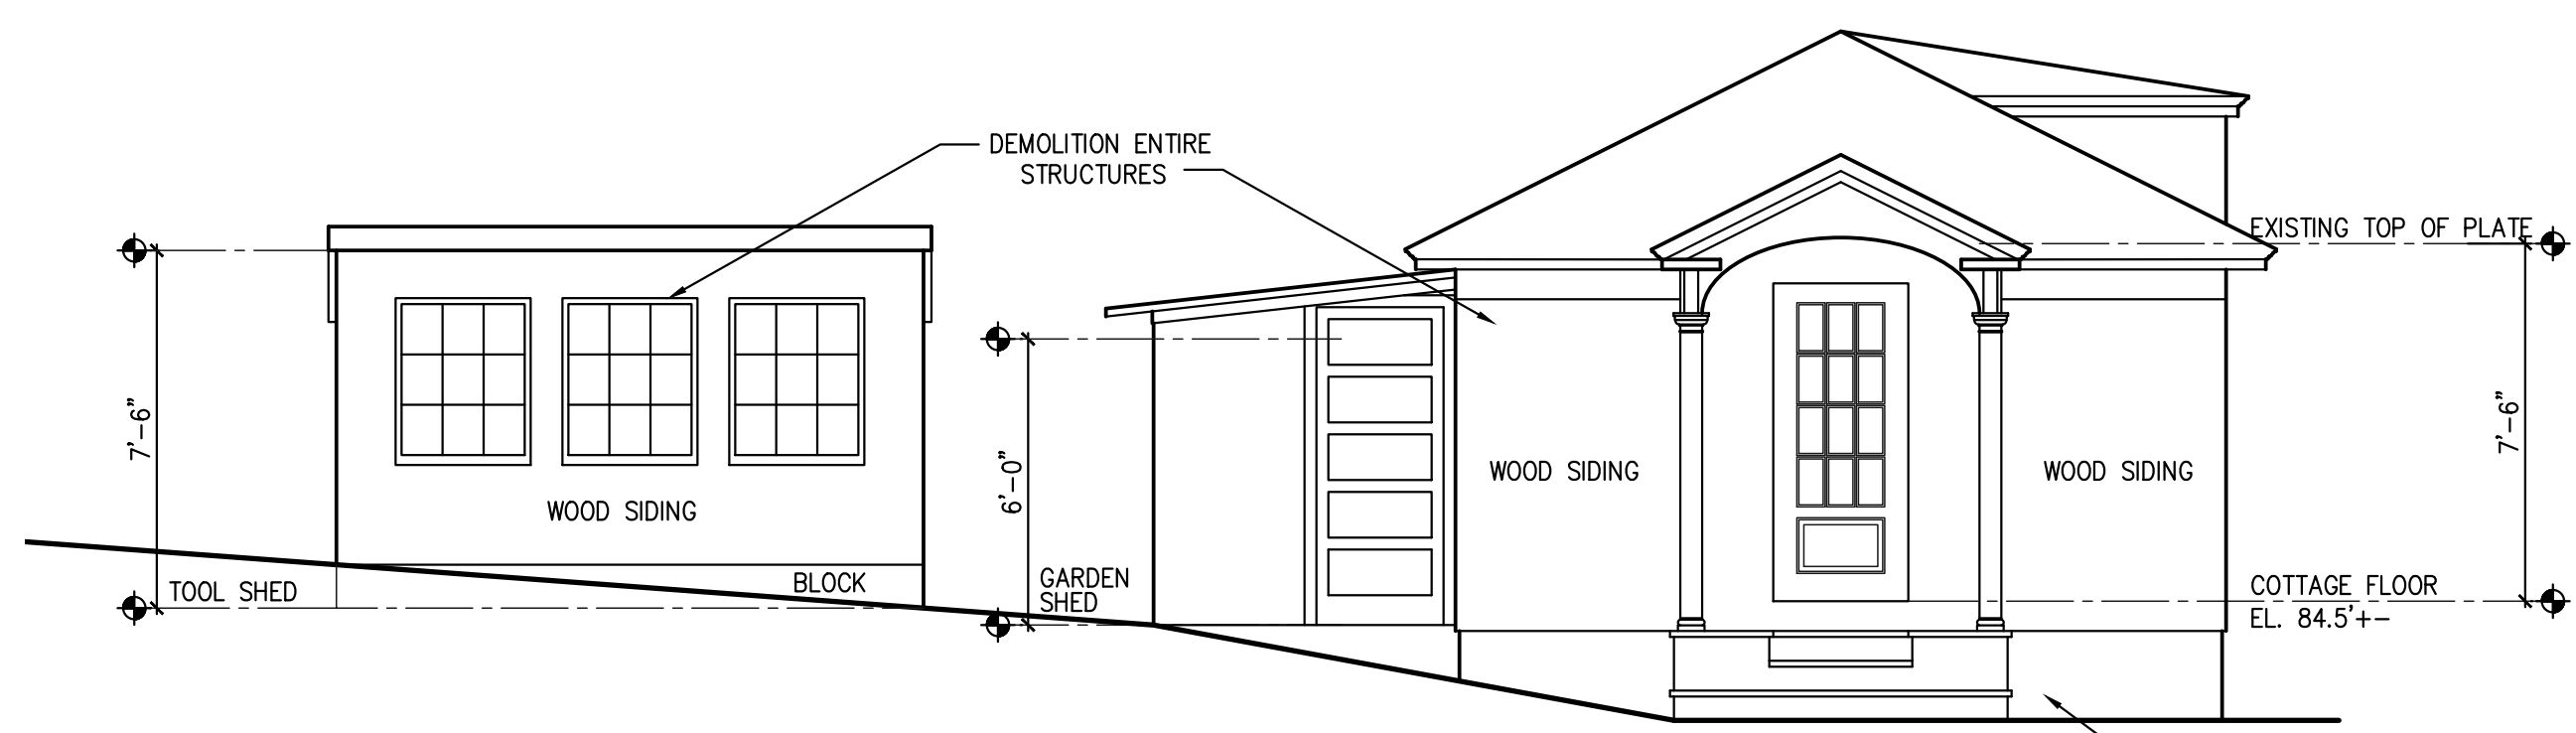 DEMOLITION ENTIRE
STRUCTURES
EXISTING TOP OF PLATE
7'-6"
6'-0"
7'-6"
WOOD SIDING
WOOD SIDING
WOOD SIDING
TOOL SHED
BLOCK
GARDEN
SHED
COTTAGE FLOOR
EL. 84.5'+-